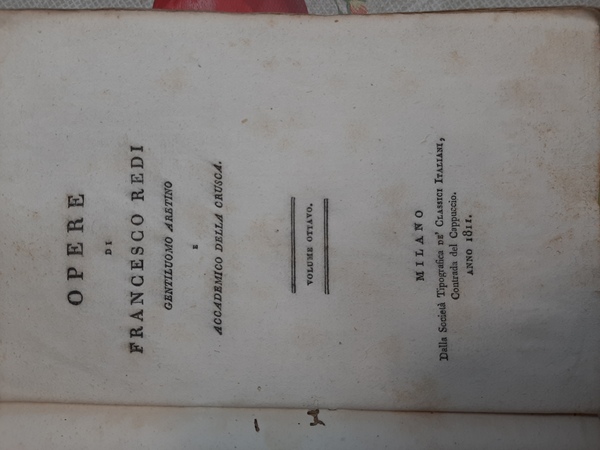 OPERE
DI
FRANCESCO REDI
GENTILUOMO ARETINO
E
ACCADEMICO DELLA CRUSCA.
VOLUME OTTAVO.
MILANO
Dalla Società Tipografica DE' CLASSICI ITALIANI,
Contrada del Cappuccio.
ANNO 1811.